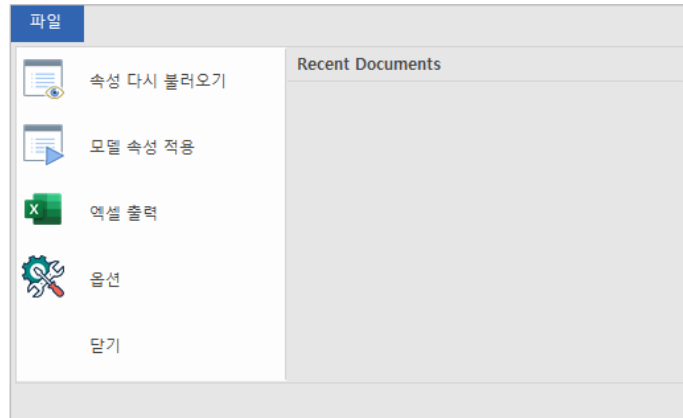 파일
속성 다시 불러오기
모델 속성 적용
엑셀 출력
옵션
닫기
Recent Documents